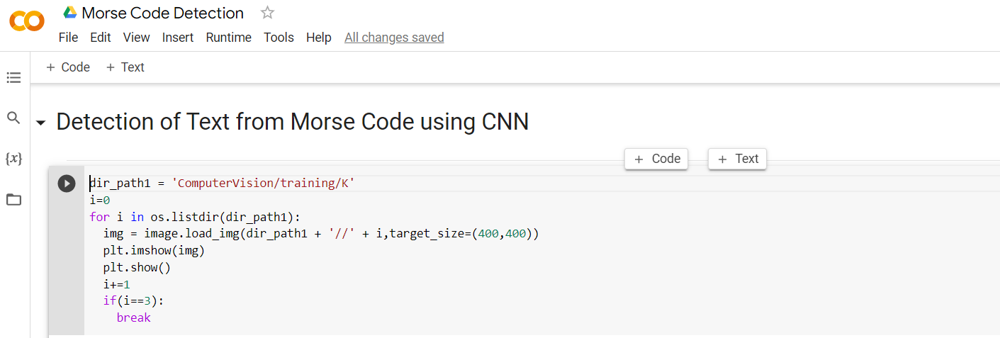 Morse Code Detection
File Edit View Insert Runtime Tools Help All changes saved
+ Code + Text
Detection of Text from Morse Code using CNN
+ Code + Text
{x}
dir_path1 = 'ComputerVision/training/K'
i=0
for i in os.listdir(dir_path1):
  img = image.load_img(dir_path1 + '//' + i,target_size=(400,400))
  plt.imshow(img)
  plt.show()
  i+=1
  if(i==3):
    break